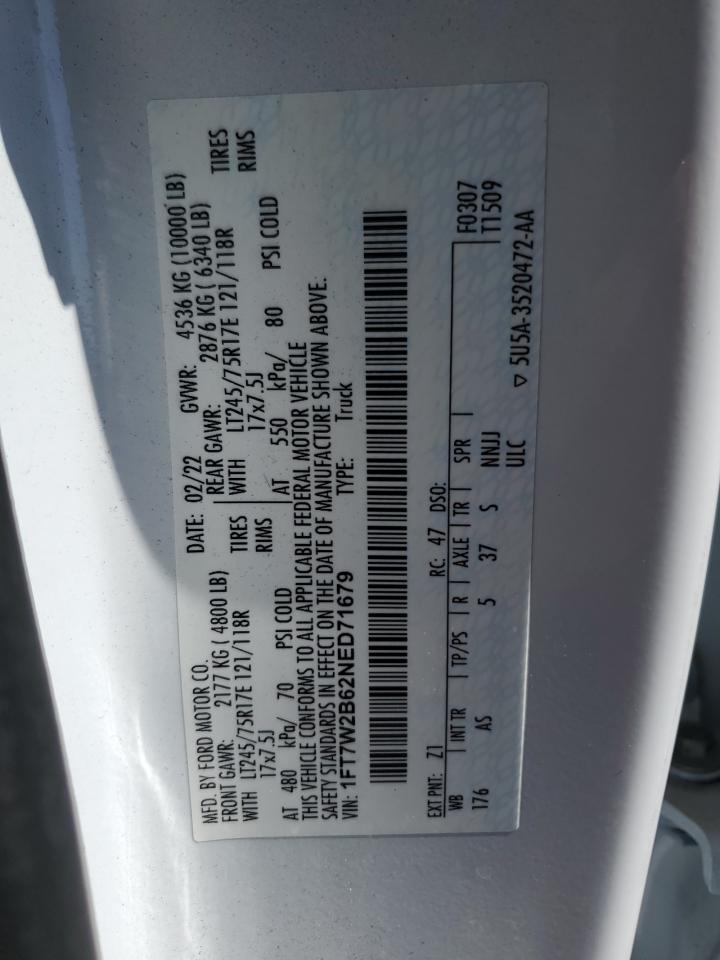 MFD. BY FORD MOTOR CO. DATE: 02/22 GVWR: 4536 KG (10000 LB)
FRONT GAWR: 2177 KG ( 4800 LB) REAR GAWR: 2876 KG ( 6340 LB)
WITH LT245/75R17E 121/118R TIRES WITH LT245/75R17E 121/118R TIRES
17x7.5J RIMS 17x7.5J RIMS
AT 480 kPa/ 70 PSI COLD AT 550 kPa/ 80 PSI COLD
THIS VEHICLE CONFORMS TO ALL APPLICABLE FEDERAL MOTOR VEHICLE
SAFETY STANDARDS IN EFFECT ON THE DATE OF MANUFACTURE SHOWN ABOVE.
VIN: 1FT7W2B62NED71679 TYPE: Truck
EXT PNT: Z1 RC: 47 DSO: F0307
WB INT TR TP/PS R AXLE TR SPR T1509
176 AS 5 37 S NNJJ
ULC
▽ 5U5A-3520472-AA